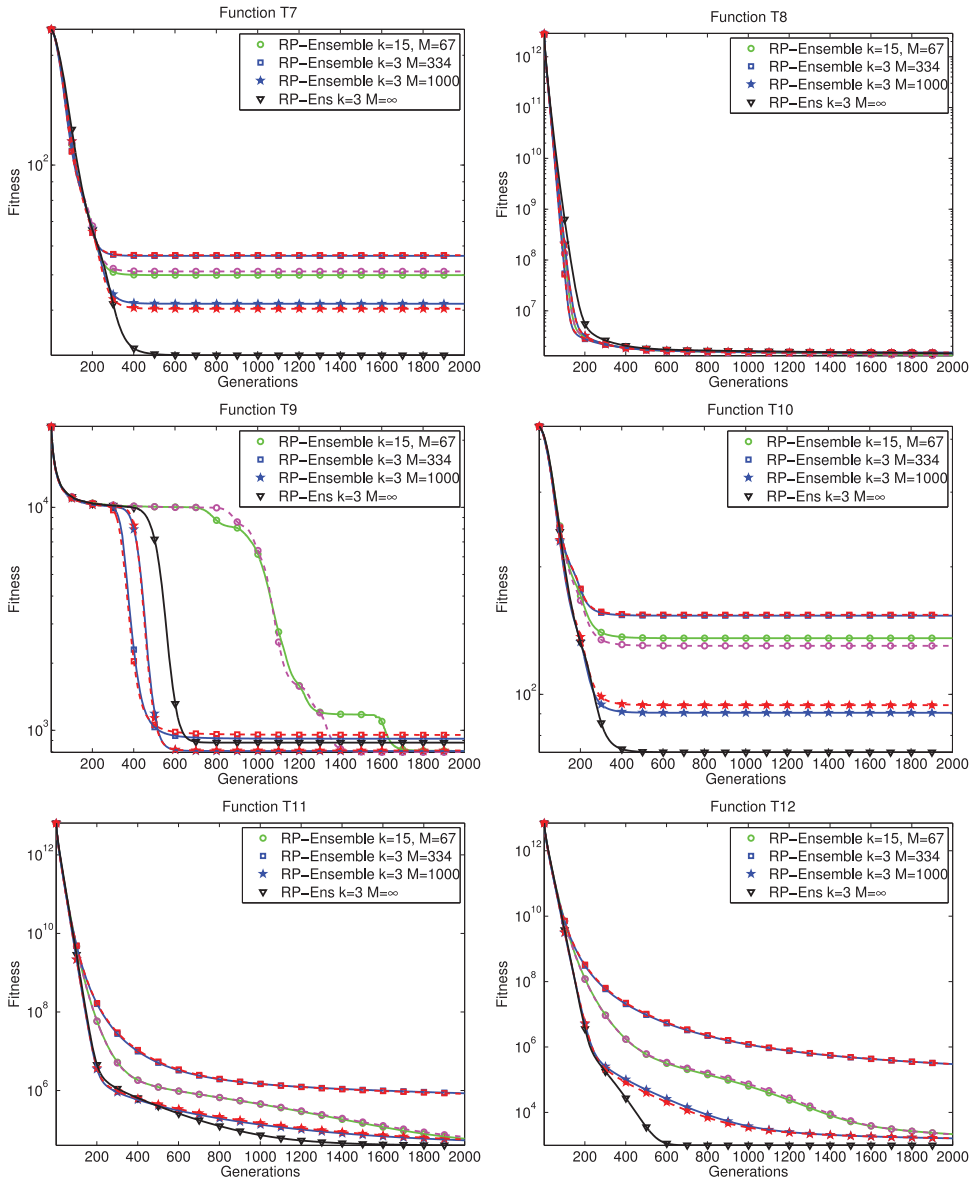 Function T7
Fitness
10^2
RP−Ensemble k=15, M=67
RP−Ensemble k=3 M=334
RP−Ensemble k=3 M=1000
RP−Ens k=3 M=∞
200 400 600 800 1000 1200 1400 1600 1800 2000
Generations
Function T8
Fitness
10^12
10^11
10^10
10^9
10^8
10^7
RP−Ensemble k=15, M=67
RP−Ensemble k=3 M=334
RP−Ensemble k=3 M=1000
RP−Ens k=3 M=∞
200 400 600 800 1000 1200 1400 1600 1800 2000
Generations
Function T9
Fitness
10^4
10^3
RP−Ensemble k=15, M=67
RP−Ensemble k=3 M=334
RP−Ensemble k=3 M=1000
RP−Ens k=3 M=∞
200 400 600 800 1000 1200 1400 1600 1800 2000
Generations
Function T10
Fitness
10^2
RP−Ensemble k=15, M=67
RP−Ensemble k=3 M=334
RP−Ensemble k=3 M=1000
RP−Ens k=3 M=∞
200 400 600 800 1000 1200 1400 1600 1800 2000
Generations
Function T11
Fitness
10^12
10^10
10^8
10^6
RP−Ensemble k=15, M=67
RP−Ensemble k=3 M=334
RP−Ensemble k=3 M=1000
RP−Ens k=3 M=∞
200 400 600 800 1000 1200 1400 1600 1800 2000
Generations
Function T12
Fitness
10^12
10^10
10^8
10^6
10^4
RP−Ensemble k=15, M=67
RP−Ensemble k=3 M=334
RP−Ensemble k=3 M=1000
RP−Ens k=3 M=∞
200 400 600 800 1000 1200 1400 1600 1800 2000
Generations